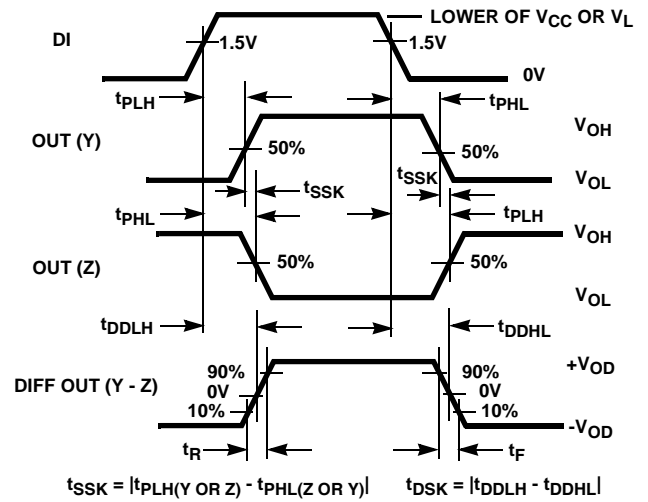 LOWER OF VCC OR VL
DI
1.5V
1.5V
0V
tPLH
tPHL
OUT (Y)
50%
50%
VOH
VOL
tSSK
tSSK
tPHL
tPLH
OUT (Z)
50%
50%
VOH
VOL
tDDLH
tDDHL
DIFF OUT (Y - Z)
90%
0V
10%
90%
0V
10%
+VOD
-VOD
tR
tF
tSSK = |tPLH(Y OR Z) - tPHL(Z OR Y)|
tDSK = |tDDLH - tDDHL|